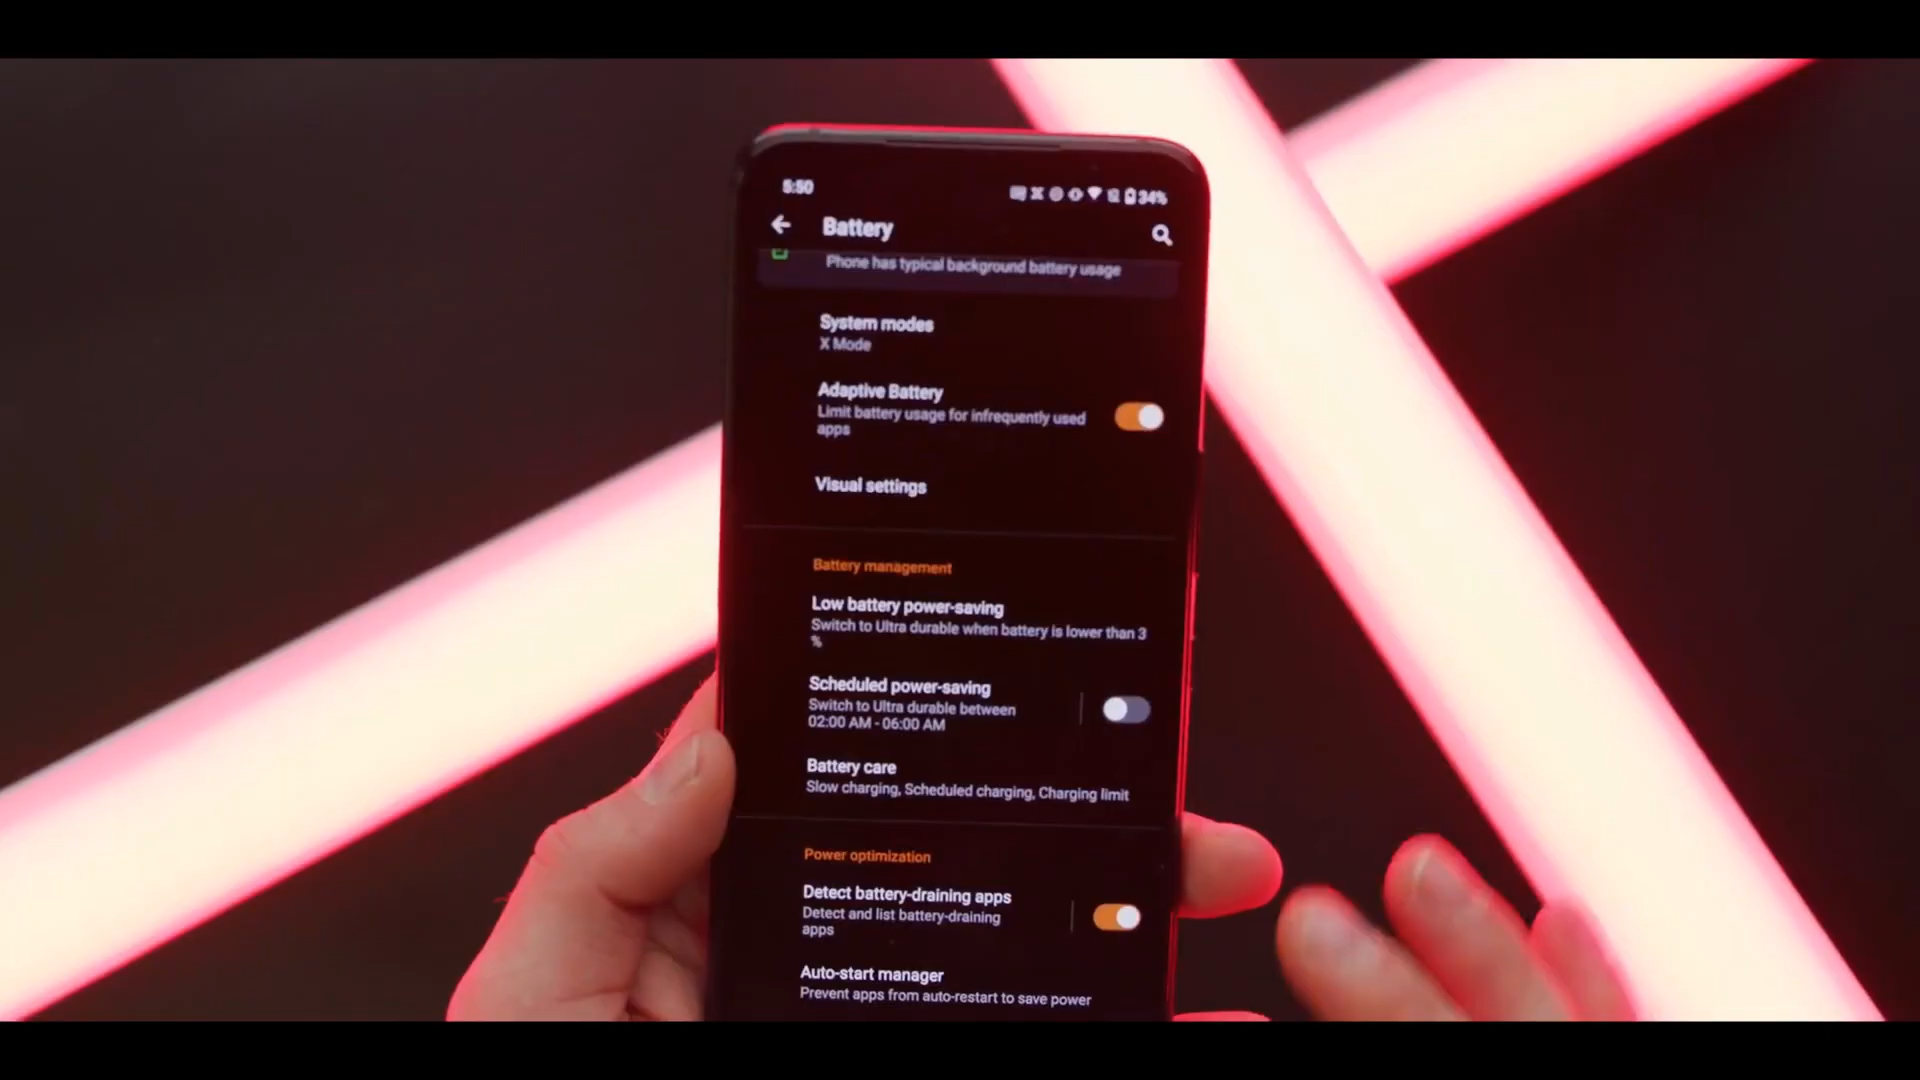 5:50
34%
Battery
Phone has typical background battery usage
System modes
X Mode
Adaptive Battery
Limit battery usage for infrequently used
apps
Visual settings
Battery management
Low battery power-saving
Switch to Ultra durable when battery is lower than 3
%
Scheduled power-saving
Switch to Ultra durable between
02:00 AM - 06:00 AM
Battery care
Slow charging, Scheduled charging, Charging limit
Power optimization
Detect battery-draining apps
Detect and list battery-draining
apps
Auto-start manager
Prevent apps from auto-restart to save power